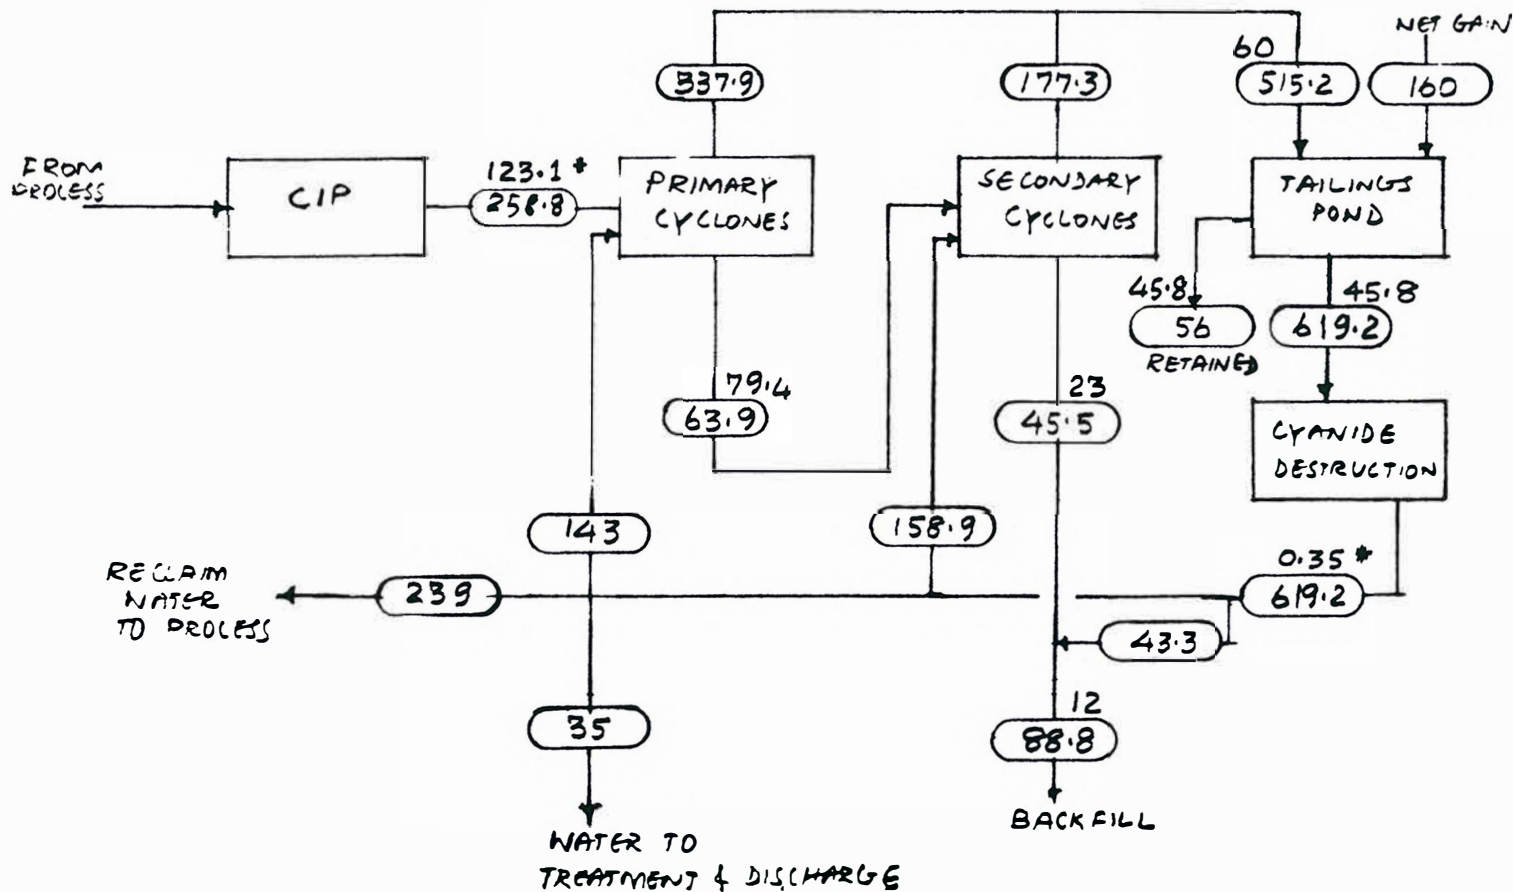 NET GAIN
60
337.9
177.3
515.2
160
FROM
PROCESS
CIP
123.1 *
258.8
PRIMARY
CYCLONES
SECONDARY
CYCLONES
TAILINGS
POND
45.8
56
RETAINED
45.8
619.2
79.4
63.9
23
45.5
CYANIDE
DESTRUCTION
143
158.9
RECLAIM
WATER
TO PROCESS
239
0.35 *
619.2
43.3
35
12
88.8
WATER TO
TREATMENT & DISCHARGE
BACKFILL